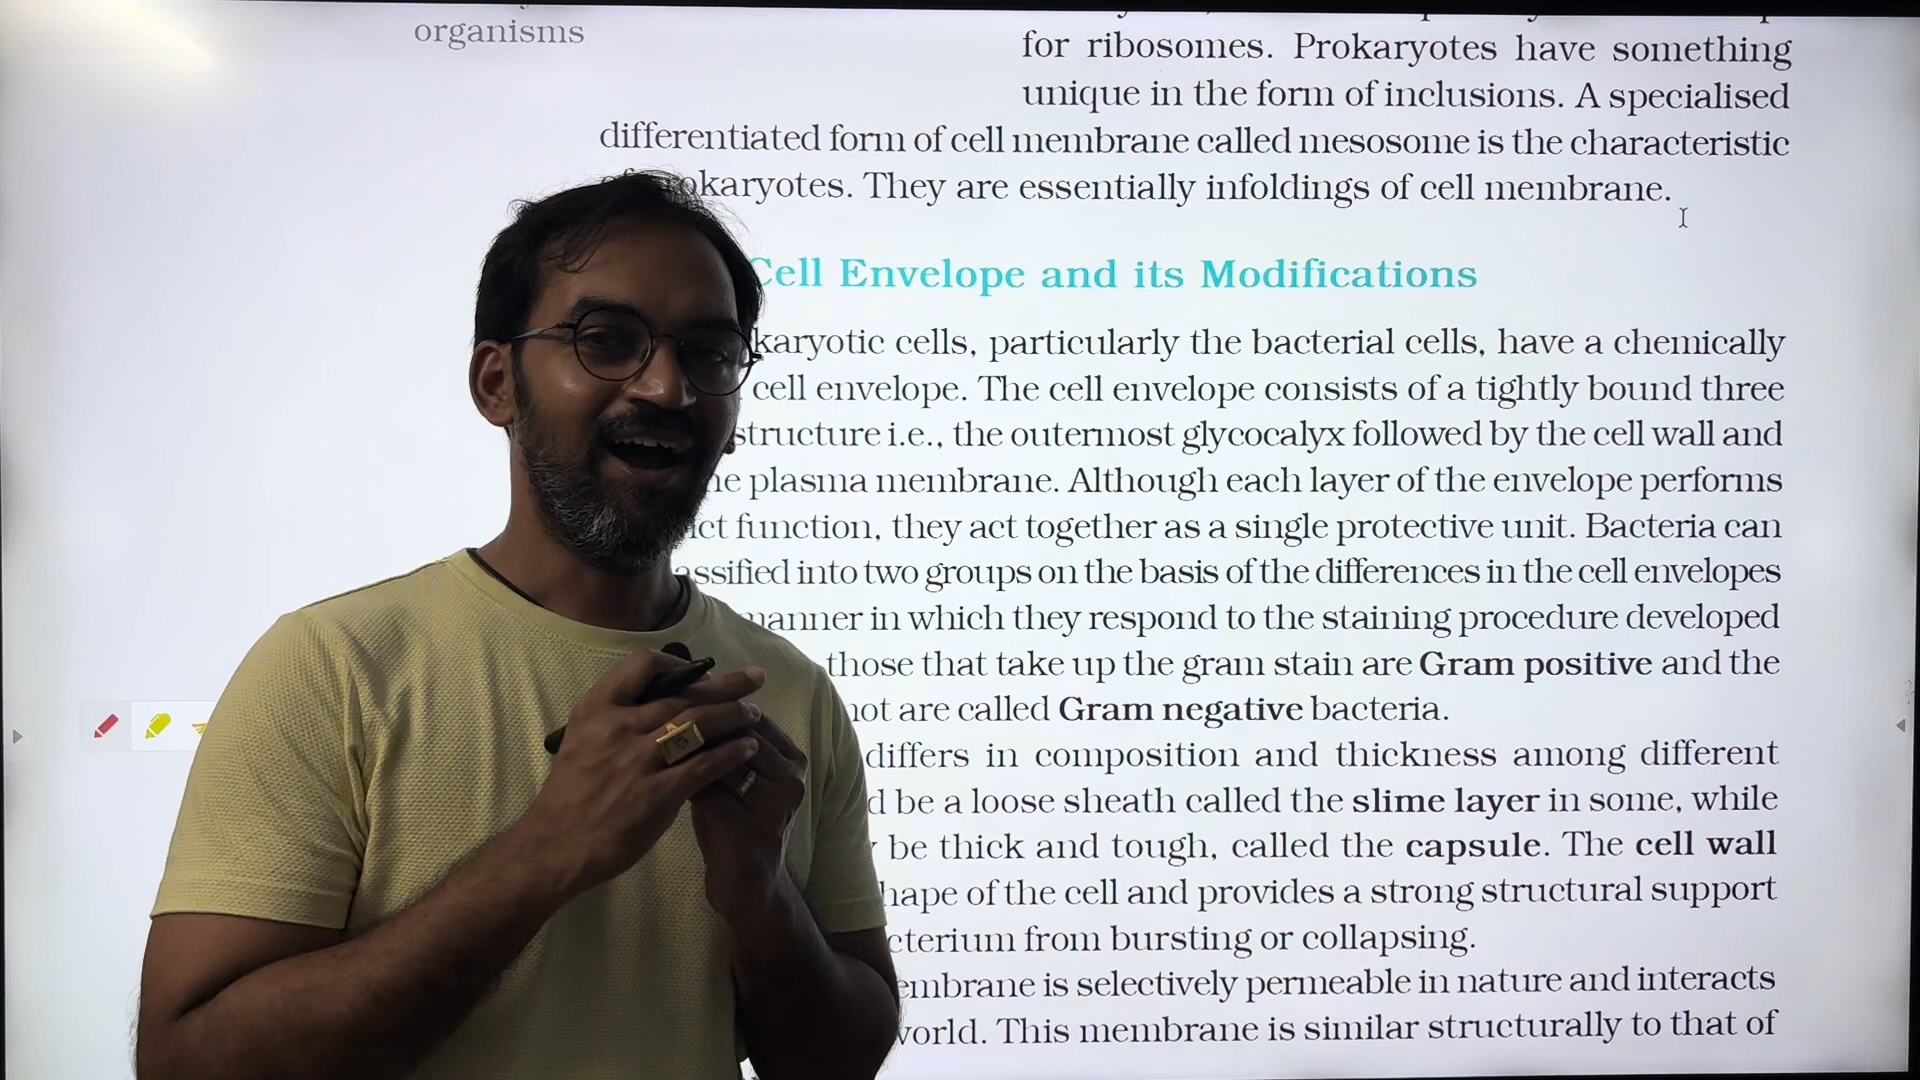 organisms
for ribosomes. Prokaryotes have something
unique in the form of inclusions. A specialised
differentiated form of cell membrane called mesosome is the characteristic
They are essentially infoldings of cell membrane.
Cell Envelope and its Modifications
cells, particularly the bacterial cells, have a chemically
cell envelope. The cell envelope consists of a tightly bound three
structure i.e., the outermost glycocalyx followed by the cell wall and
plasma membrane. Although each layer of the envelope performs
function, they act together as a single protective unit. Bacteria can
into two groups on the basis of the differences in the cell envelopes
manner in which they respond to the staining procedure developed
those that take up the gram stain are Gram positive and the
not are called Gram negative bacteria.
differs in composition and thickness among different
be a loose sheath called the slime layer in some, while
be thick and tough, called the capsule. The cell wall
of the cell and provides a strong structural support
from bursting or collapsing.
is selectively permeable in nature and interacts
This membrane is similar structurally to that of